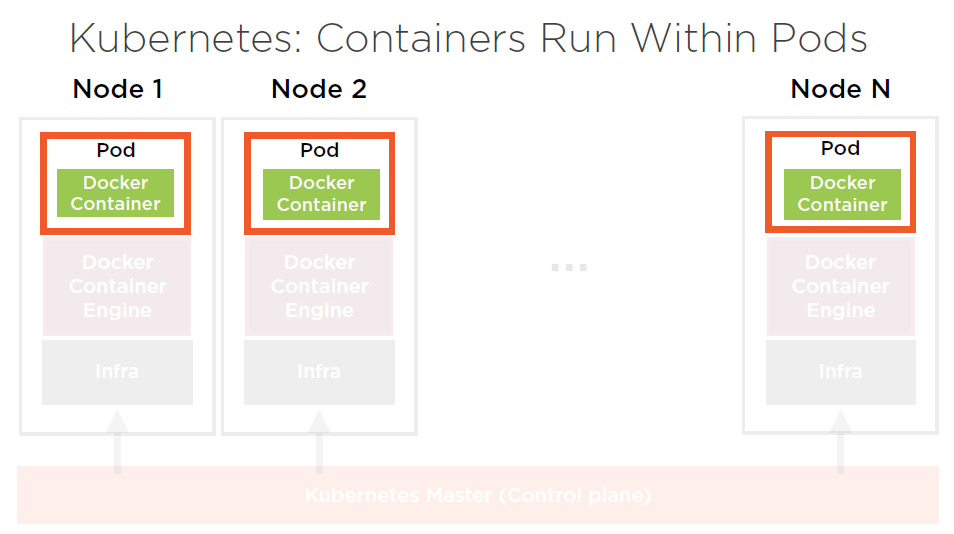 Kubernetes: Containers Run Within Pods
Node 1
Node 2
Node N
Pod
Docker
Container
Pod
Docker
Container
Pod
Docker
Container
Docker
Container
Engine
Docker
Container
Engine
...
Docker
Container
Engine
Infra
Infra
Infra
Kubernetes Master (Control plane)